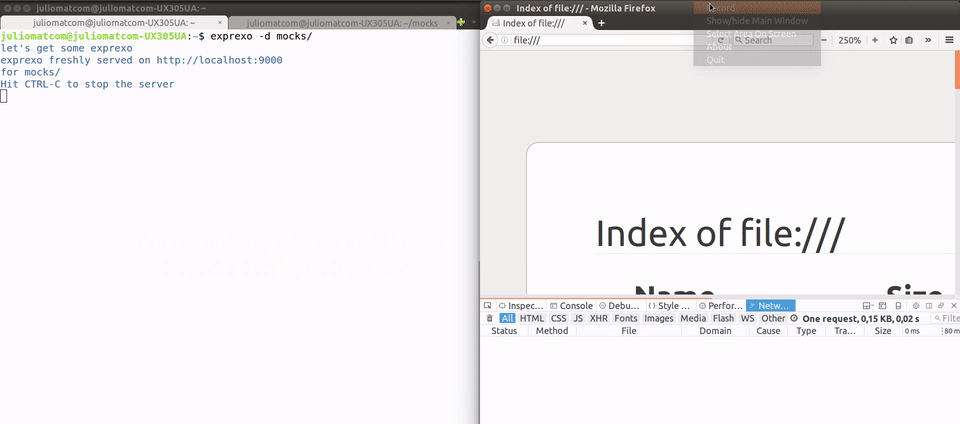 juliomatcom@juliomatcom-UX305UA: ~
juliomatcom@juliomatcom-UX305UA: ~ ×
juliomatcom@juliomatcom-UX305UA: ~/mocks ×
juliomatcom@juliomatcom-UX305UA:~$ exprexo -d mocks/
let's get some exprexo
exprexo freshly served on http://localhost:9000
for mocks/
Hit CTRL-C to stop the server
Index of file:/// - Mozilla Firefox
Record
Show/hide Main Window
Select Area On Screen
About
Quit
Index of file:/// × +
file:///
Search
250%
Index of file:///
Name Size
Inspec... Console Debu... Style ... Perfor... Netw...
All HTML CSS JS XHR Fonts Images Media Flash WS Other One request, 0,15 KB, 0,02 s Filte
Status Method File Domain Cause Type Tra... Size 0 ms 80 m